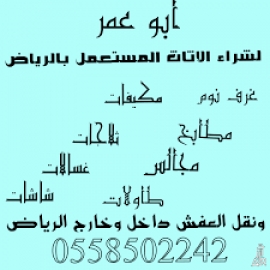 أبو عمر
لشراء الاثاث المستعمل بالرياض
غرف نوم مكيفات
مطابخ ثلاجات
مجالس غسالات
طاولات شاشات
ونقل العفش داخل وخارج الرياض
0558502242